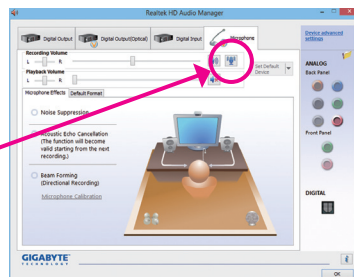 Realtek HD Audio Manager
Digital Output
Digital Output(Optical)
Digital Input
Microphone
Device advanced
settings
Recording Volume
L
R
Set Default
Device
Playback Volume
L
R
ANALOG
Back Panel
Microphone Effects
Default Format
Noise Suppression
Acoustic Echo Cancellation
(The function will become
valid starting from the next
recording.)
Front Panel
Beam Forming
(Directional Recording)
Microphone Calibration
DIGITAL
GIGABYTE
TECHNOLOGY
i
OK